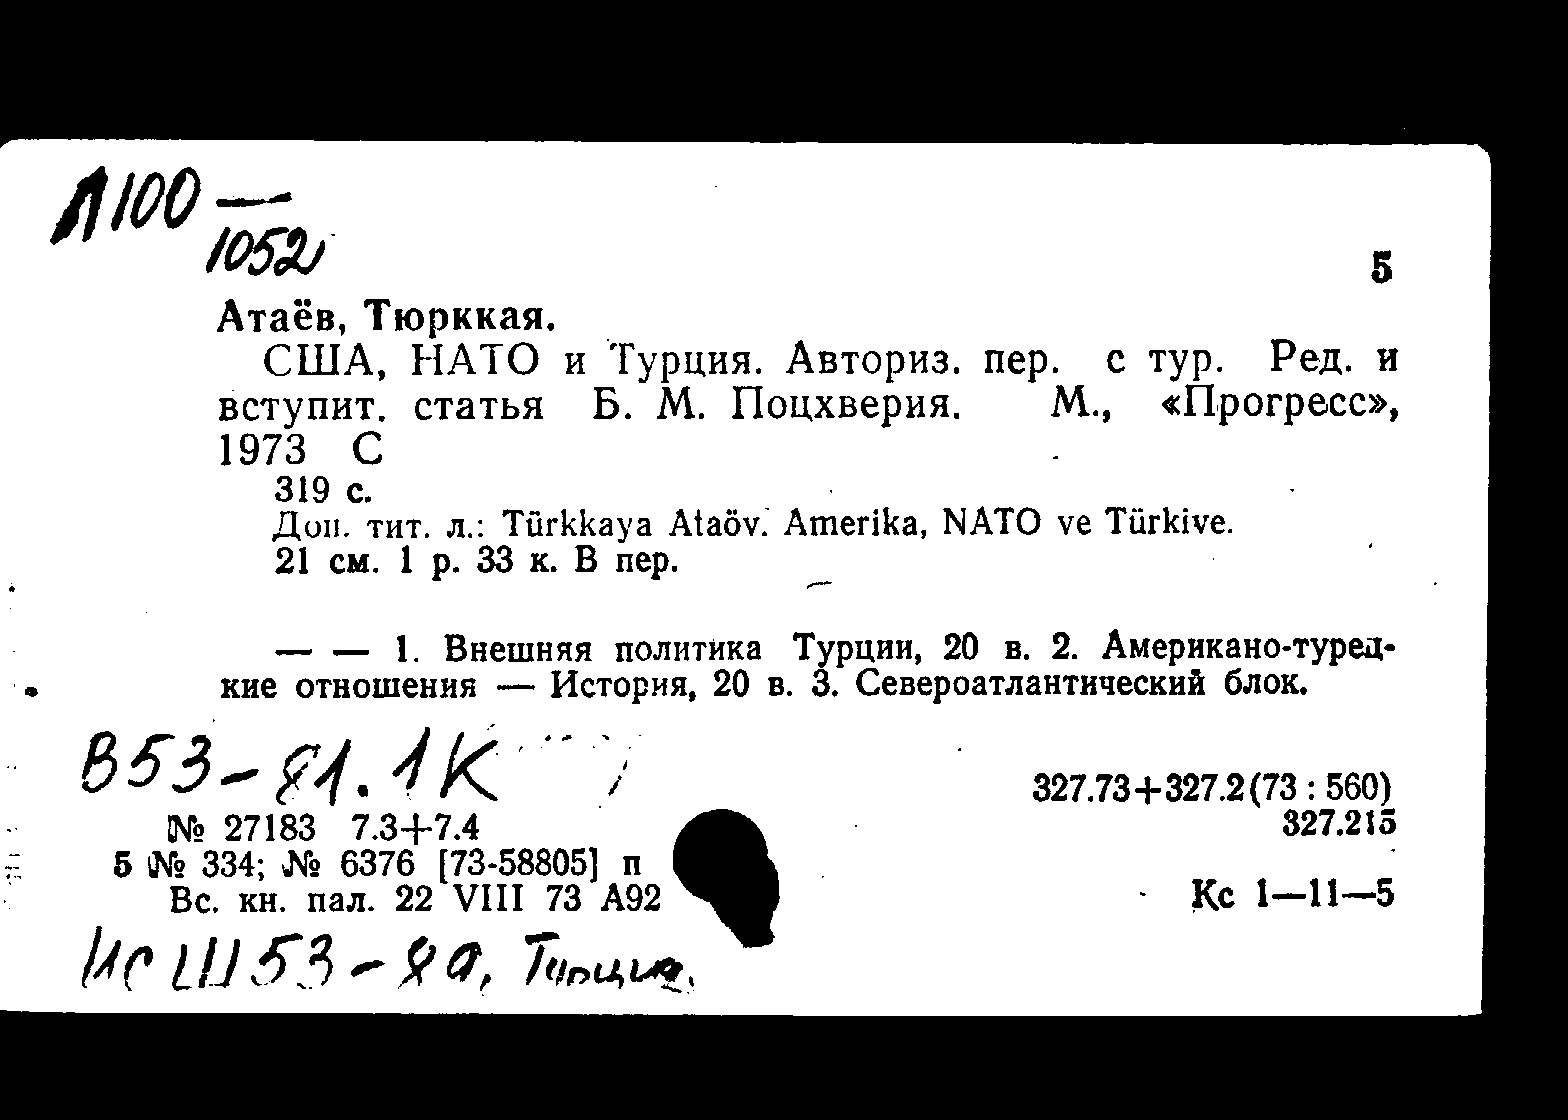 Л100 —
1052
5
Атаёв, Тюрккая.
США, НАТО и Турция. Авториз. пер. с тур. Ред. и
вступит. статья Б. М. Поцхверия. М., «Прогресс»,
1973 С
319 с.
Доп. тит. л.: Türkkaya Ataöv. Amerika, NATO ve Türkive.
21 см. 1 р. 33 к. В пер.
— — 1. Внешняя политика Турции, 20 в. 2. Американо-турец-
кие отношения — История, 20 в. 3. Североатлантический блок.
В53-81.1К
327.73+327.2(73 : 560)
№ 27183 7.3+7.4
327.215
5 № 334; № 6376 [73-58805] п
Вс. кн. пал. 22 VIII 73 А92
Кс 1—11—5
Ис Ш53-8 Турция.